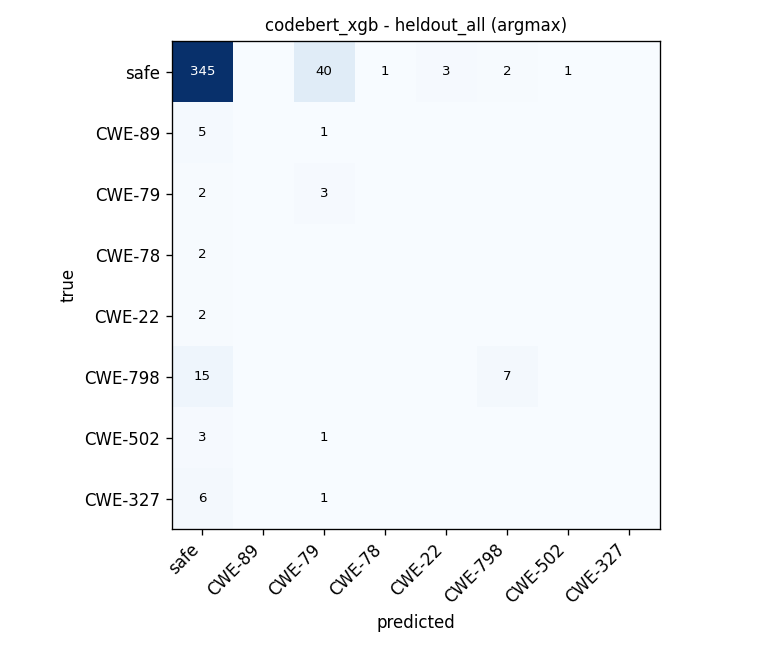 codebert_xgb - heldout_all (argmax)
safe 345 40 1 3 2 1
CWE-89 5 1
CWE-79 2 3
CWE-78 2
true
CWE-22 2
CWE-798 15 7
CWE-502 3 1
CWE-327 6 1
safe CWE-89 CWE-79 CWE-78 CWE-22 CWE-798 CWE-502 CWE-327
predicted